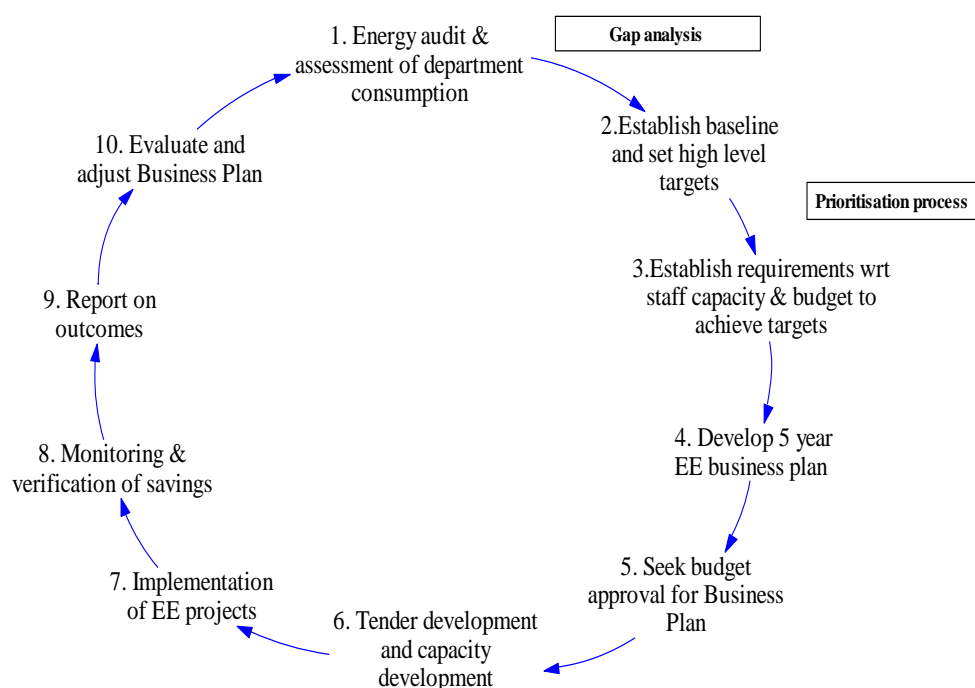 1. Energy audit &
assessment of department
consumption
Gap analysis
2.Establish baseline
and set high level
targets
Prioritisation process
3.Establish requirements wrt
staff capacity & budget to
achieve targets
4. Develop 5 year
EE business plan
5. Seek budget
approval for Business
Plan
6. Tender development
and capacity
development
7. Implementation
of EE projects
8. Monitoring &
verification of savings
9. Report on
outcomes
10. Evaluate and
adjust Business Plan